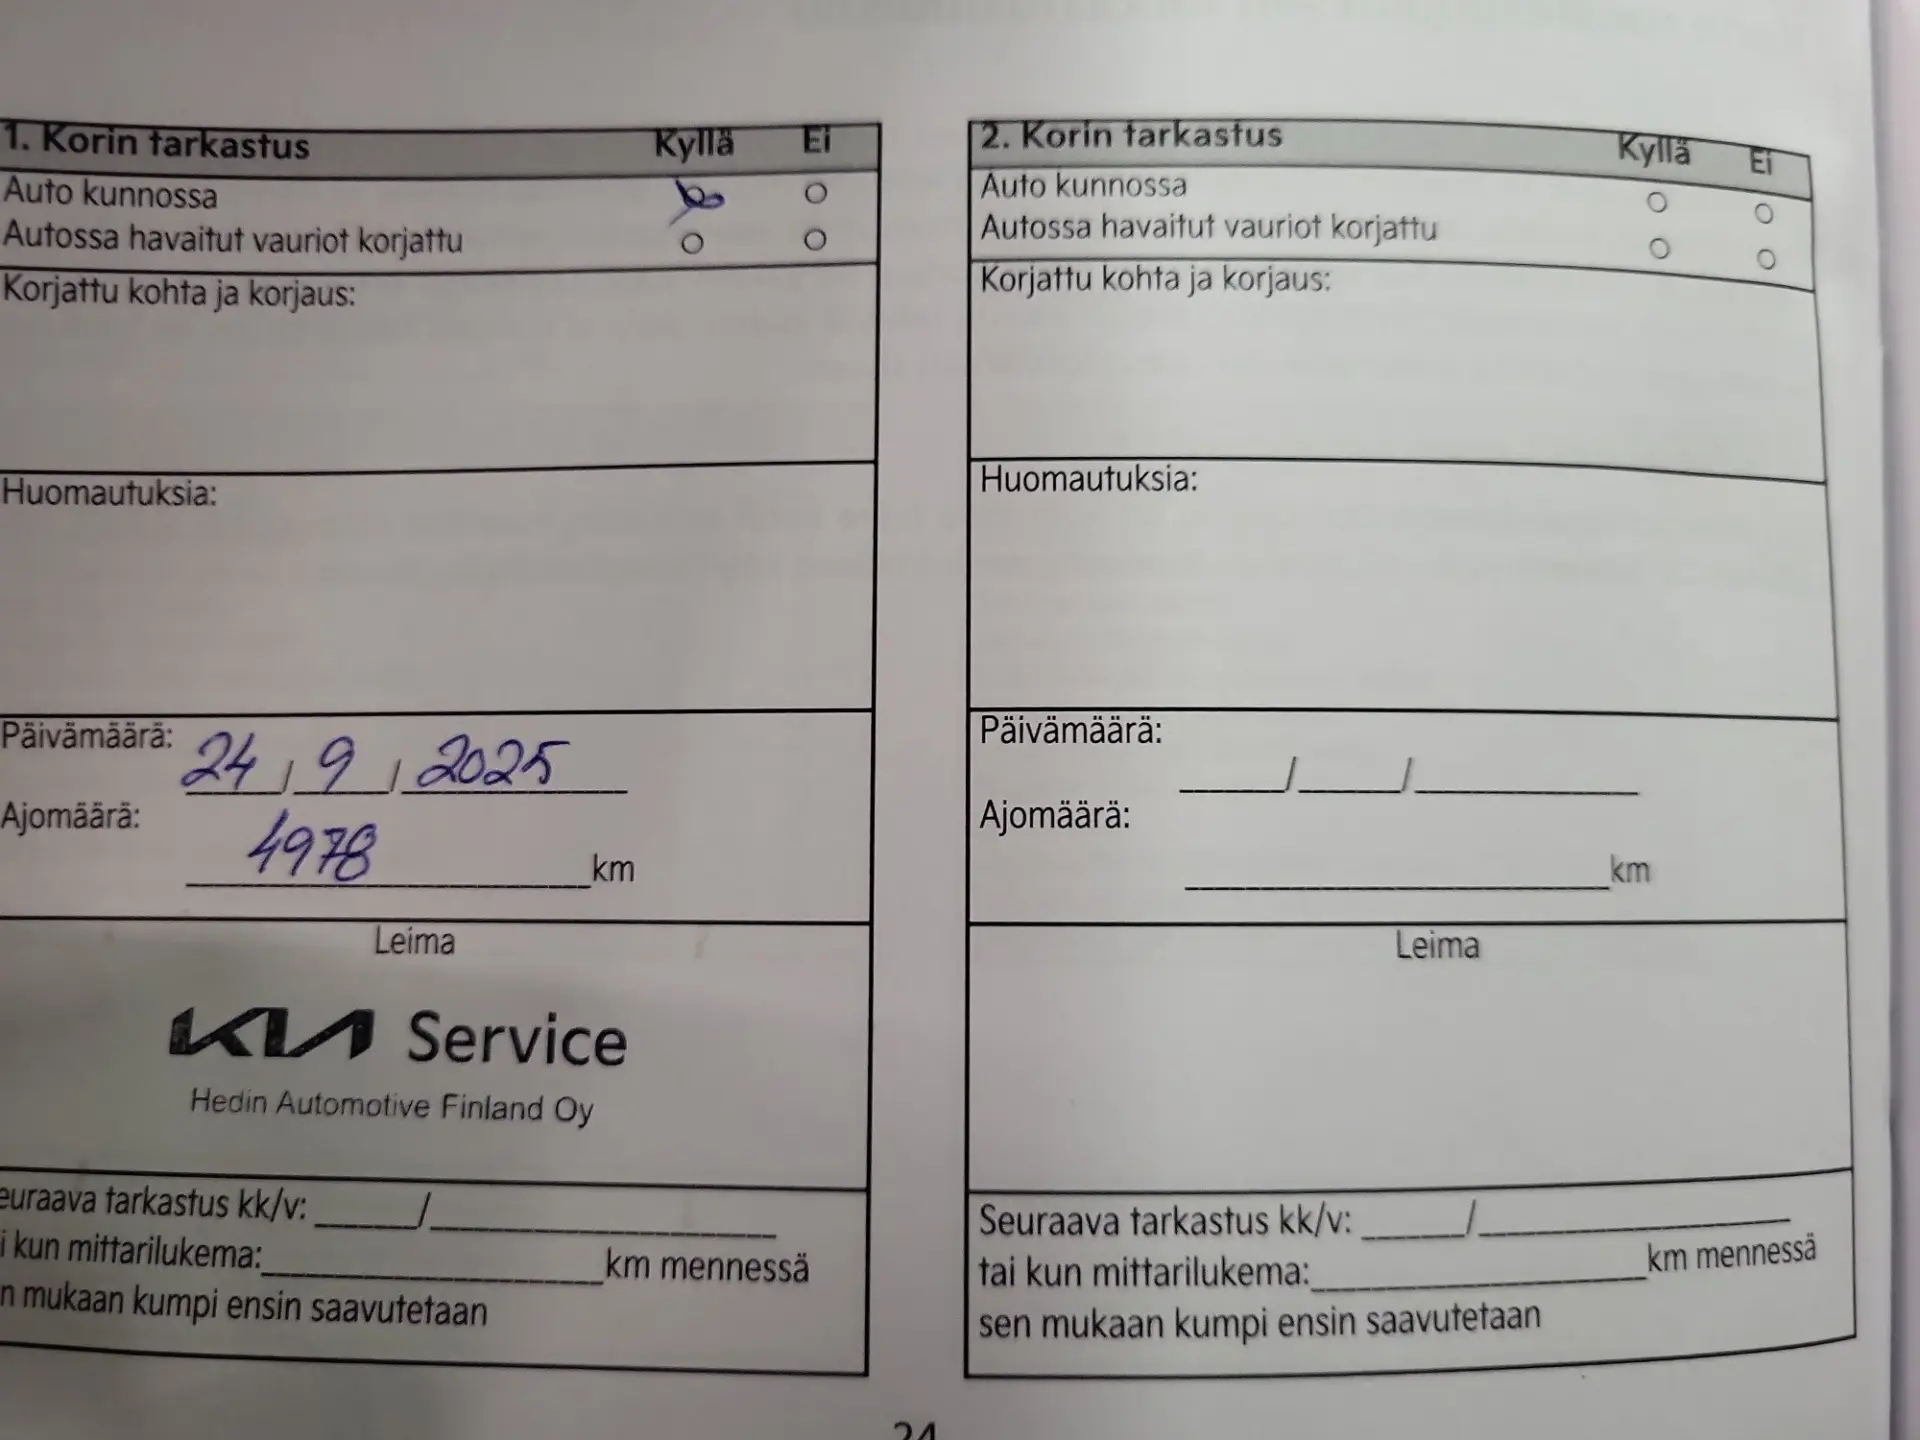 1. Korin tarkastus Kyllä Ei
Auto kunnossa
Autossa havaitut vauriot korjattu
Korjattu kohta ja korjaus:
Huomautuksia:
Päivämäärä: 24 / 9 / 2025
Ajomäärä: 4978 km
Leima
KIA Service
Hedin Automotive Finland Oy
euraava tarkastus kk/v: /
i kun mittarilukema: km mennessä
n mukaan kumpi ensin saavutetaan
2. Korin tarkastus Kyllä Ei
Auto kunnossa
Autossa havaitut vauriot korjattu
Korjattu kohta ja korjaus:
Huomautuksia:
Päivämäärä: / /
Ajomäärä: km
Leima
Seuraava tarkastus kk/v: /
tai kun mittarilukema: km mennessä
sen mukaan kumpi ensin saavutetaan
24